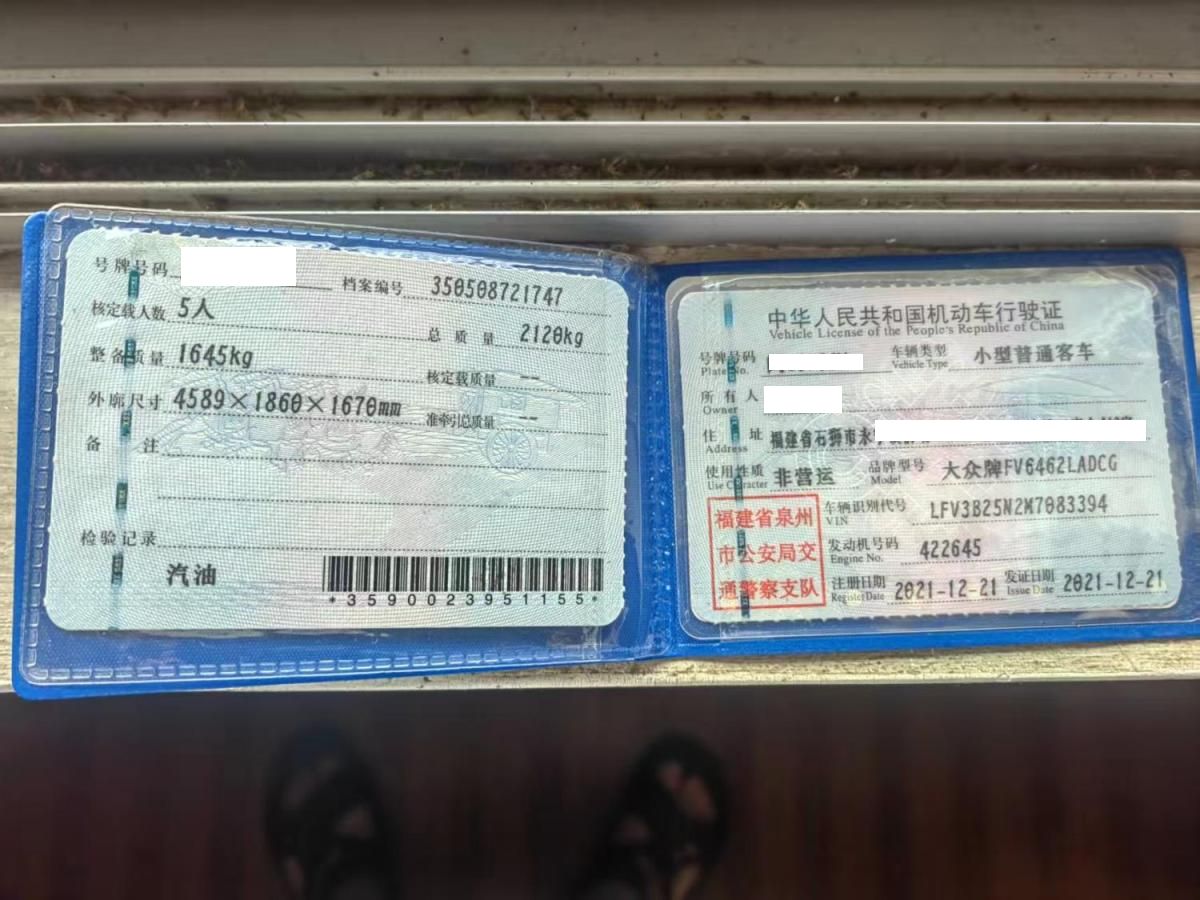 号牌号码
档案编号 350508721747
核定载人数 5人
总质量 2120kg
整备质量 1645kg
核定载质量 --
外廓尺寸 4589×1860×1670mm
准牵引总质量 --
备注
检验记录
汽油
*3590023951155*
中华人民共和国机动车行驶证
Vehicle License of the People's Republic of China
号牌号码 车辆类型 小型普通客车
Plate No. Vehicle Type
所有人
Owner
住址 福建省石狮市永
Address
使用性质 非营运 品牌型号 大众牌FV6462LADCG
Use Character Model
福建省泉州
市公安局交
通警察支队
车辆识别代号 LFV3B25N2M7083394
VIN
发动机号码 422645
Engine No.
注册日期 2021-12-21 发证日期 2021-12-21
Register Date Issue Date